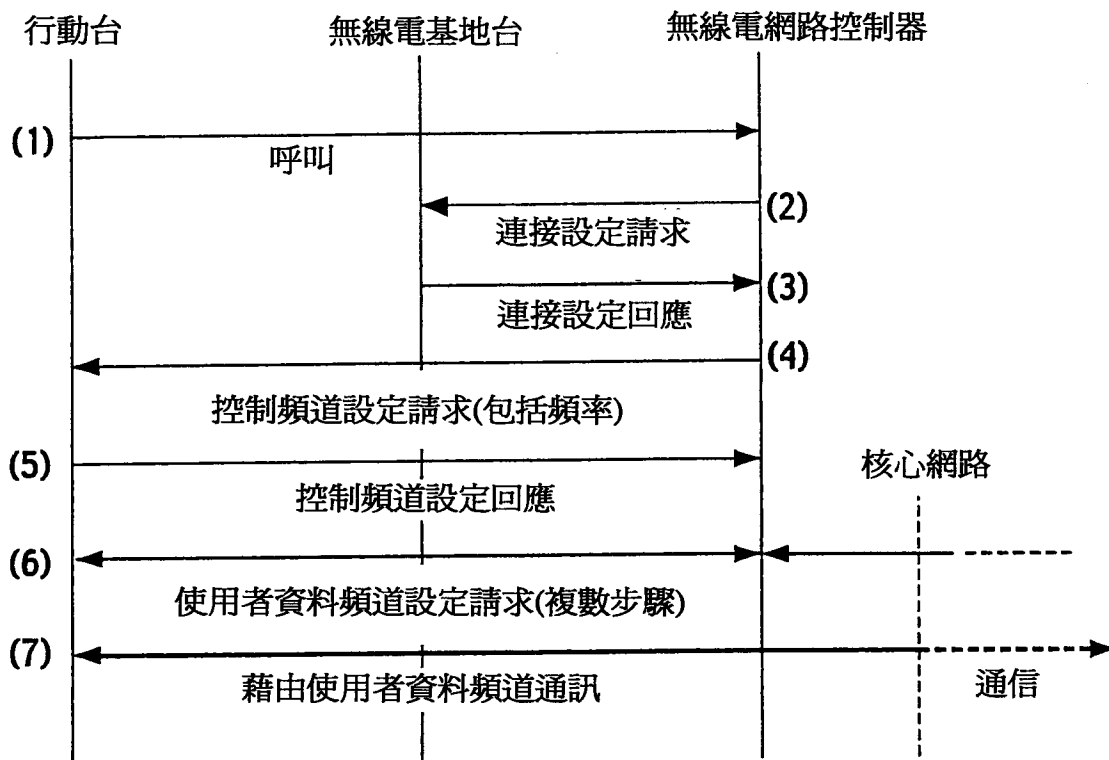 行動台
無線電基地台
無線電網路控制器
(1)
呼叫
(2)
連接設定請求
(3)
連接設定回應
(4)
控制頻道設定請求(包括頻率)
(5)
控制頻道設定回應
核心網路
(6)
使用者資料頻道設定請求(複數步驟)
(7)
藉由使用者資料頻道通訊
通信